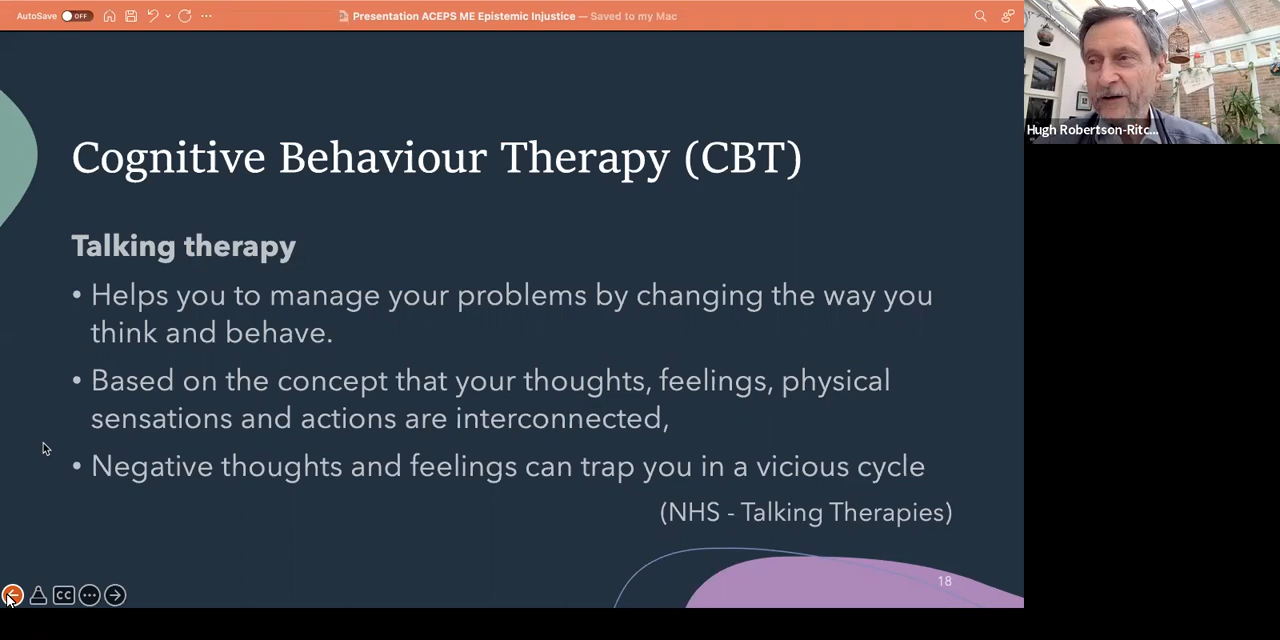 AutoSave OFF
Presentation ACEPS ME Epistemic Injustice — Saved to my Mac
Hugh Robertson-Ritc...
Cognitive Behaviour Therapy (CBT)
Talking therapy
• Helps you to manage your problems by changing the way you
think and behave.
• Based on the concept that your thoughts, feelings, physical
sensations and actions are interconnected,
• Negative thoughts and feelings can trap you in a vicious cycle
(NHS - Talking Therapies)
18
CC